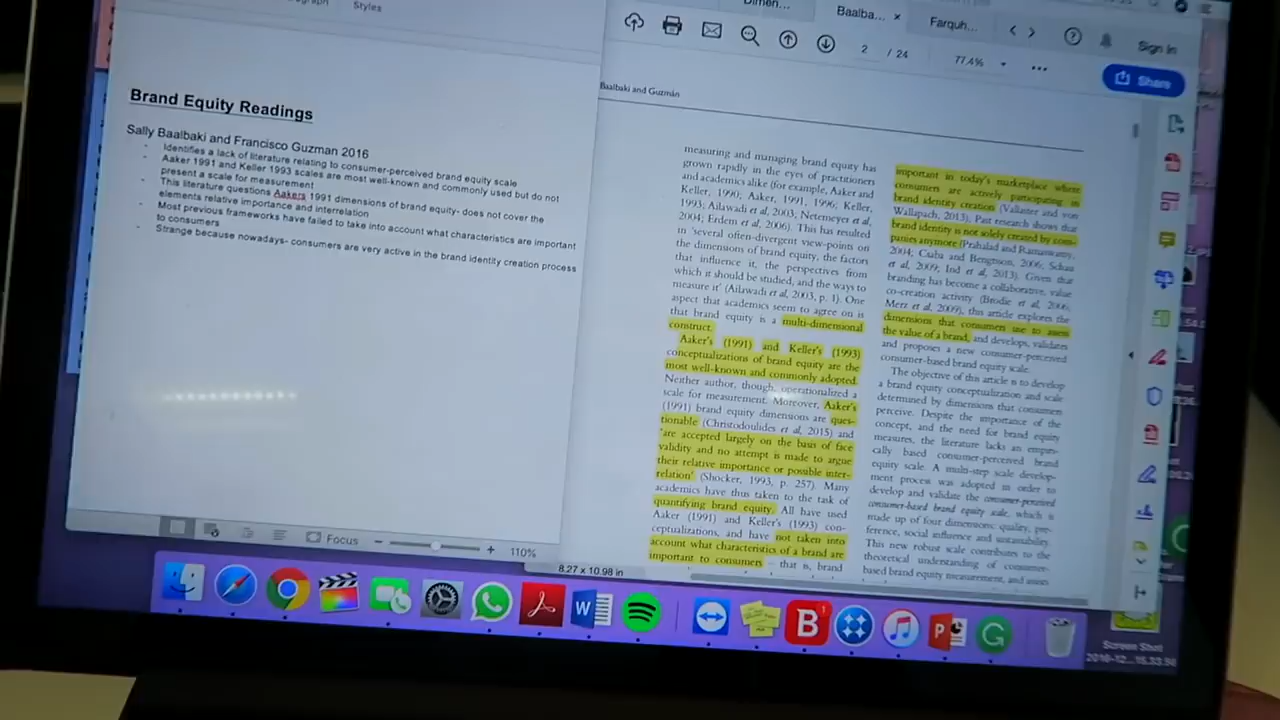 Styles
Brand Equity Readings
Sally Baalbaki and Francisco Guzman 2016
- Identifies a lack of literature relating to consumer-perceived brand equity scale
- Aaker 1991 and Keller 1993 scales are most well-known and commonly used but do not
present a scale for measurement
- This literature questions Aakers 1991 dimensions of brand equity- does not cover the
elements relative importance and interrelation
- Most previous frameworks have failed to take into account what characteristics are important
to consumers
- Strange because nowadays- consumers are very active in the brand identity creation process
Focus
110%
Dimen...
Baalba... ×
Farquh...
2 / 24
77.4%
Sign In
Share
Baalbaki and Guzmán
measuring and managing brand equity has
grown rapidly in the eyes of practitioners
and academics alike (for example, Aaker and
Keller, 1990; Aaker, 1991, 1996; Keller,
1993; Ailawadi et al, 2003; Netemeyer et al,
2004; Erdem et al, 2006). This has resulted
in 'several often-divergent view-points on
the dimensions of brand equity, the factors
that influence it, the perspectives from
which it should be studied, and the ways to
measure it' (Ailawadi et al, 2003, p. 1). One
aspect that academics seem to agree on is
that brand equity is a multi-dimensional
construct.
Aaker's (1991) and Keller's (1993)
conceptualizations of brand equity are the
most well-known and commonly adopted.
Neither author, though, operationalized a
scale for measurement. Moreover, Aaker's
(1991) brand equity dimensions are ques-
tionable (Christodoulides et al, 2015) and
'are accepted largely on the basis of face
validity and no attempt is made to argue
their relative importance or possible inter-
relation' (Shocker, 1993, p. 257). Many
academics have thus taken to the task of
quantifying brand equity. All have used
Aaker (1991) and Keller's (1993) con-
ceptualizations, and have not taken into
account what characteristics of a brand are
important to consumers – that is, brand
important in today's marketplace where
consumers are actively participating in
brand identity creation (Vallaster and von
Wallpach, 2013). Past research shows that
brand identity is not solely created by com-
panies anymore (Prahalad and Ramaswamy,
2004; Csaba and Bengtsson, 2006; Schau
et al, 2009; Ind et al, 2013). Given that
branding has become a collaborative, value
co-creation activity (Brodie et al, 2006;
Merz et al, 2009), this article explores the
dimensions that consumers use to assess
the value of a brand, and develops, validates
and proposes a new consumer-perceived
consumer-based brand equity scale.
The objective of this article is to develop
a brand equity conceptualization and scale
determined by dimensions that consumers
perceive. Despite the importance of the
concept, and the need for brand equity
measures, the literature lacks an empiri-
cally based consumer-perceived brand
equity scale. A multi-step scale develop-
ment process was adopted in order to
develop and validate the consumer-perceived
consumer-based brand equity scale, which is
made up of four dimensions: quality, pre-
ference, social influence and sustainability.
This new robust scale contributes to the
theoretical understanding of consumer-
based brand equity measurement, and assists
8.27 x 10.98 in
Screen Shot